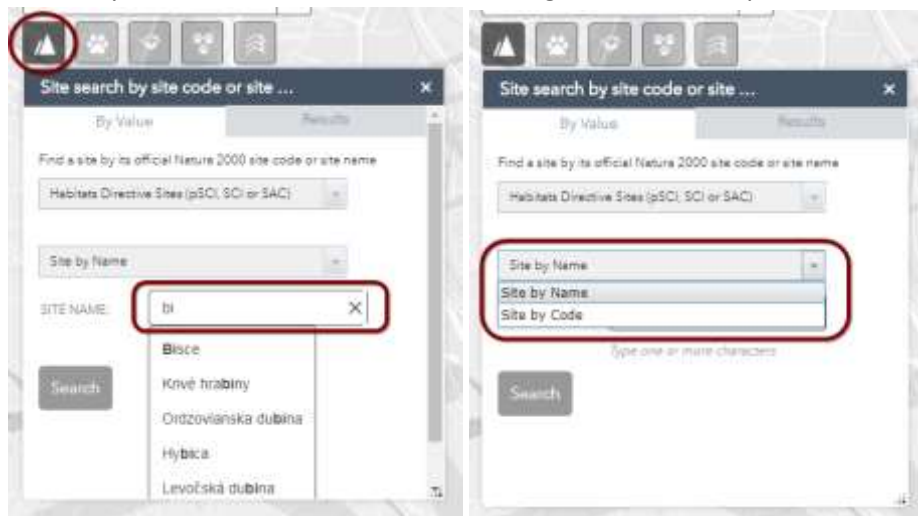 Site search by site code or site ...
×
By Value
Results
Find a site by its official Natura 2000 site code or site name
Habitats Directive Sites (pSCI, SCI or SAC)
Site by Name
SITE NAME:
bi
×
Bisce
Krivé hrabiny
Ordzovianska dubina
Hybica
Levočská dubina
Search
Site search by site code or site ...
×
By Value
Results
Find a site by its official Natura 2000 site code or site name
Habitats Directive Sites (pSCI, SCI or SAC)
Site by Name
Site by Name
Site by Code
Type one or more characters
Search